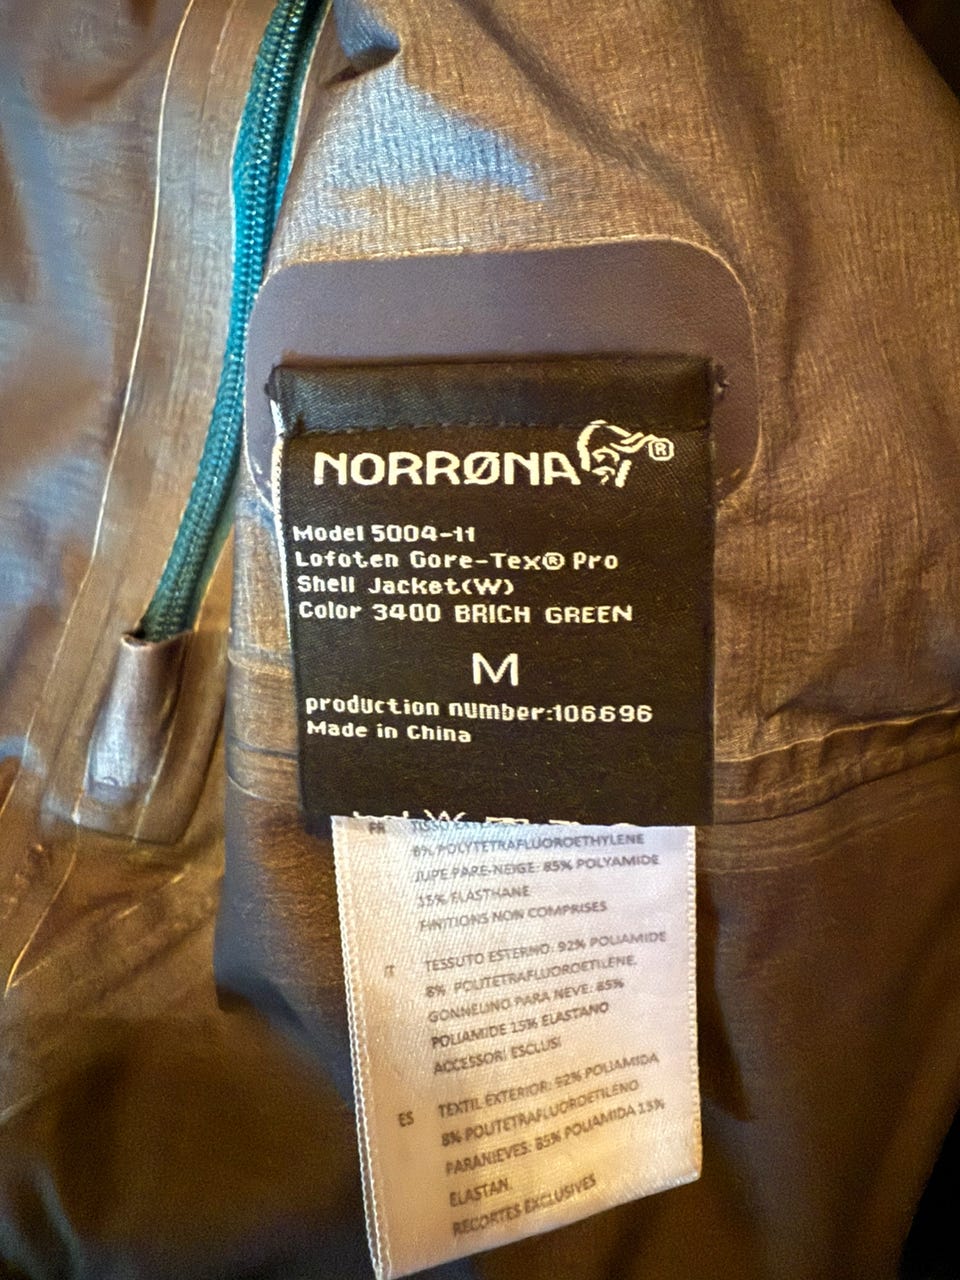 NORRØNA®
Model 5004-11
Lofoten Gore-Tex® Pro
Shell Jacket(W)
Color 3400 BRICH GREEN
M
production number:106696
Made in China
FR
8% POLYTETRAFLUOROETHYLENE
JUPE PARE-NEIGE: 85% POLYAMIDE
15% ELASTHANE
FINITIONS NON COMPRISES
IT TESSUTO ESTERNO: 92% POLIAMIDE
8% POLITETRAFLUOROETILENE,
GONNELINO PARA NEVE: 85%
POLIAMIDE 15% ELASTANO
ACCESSORI ESCLUSI
ES TEXTIL EXTERIOR: 92% POLIAMIDA
8% POLITETRAFLUOROETILENO
PARANIEVES: 85% POLIAMIDA 15%
ELASTAN.
RECORTES EXCLUSIVES